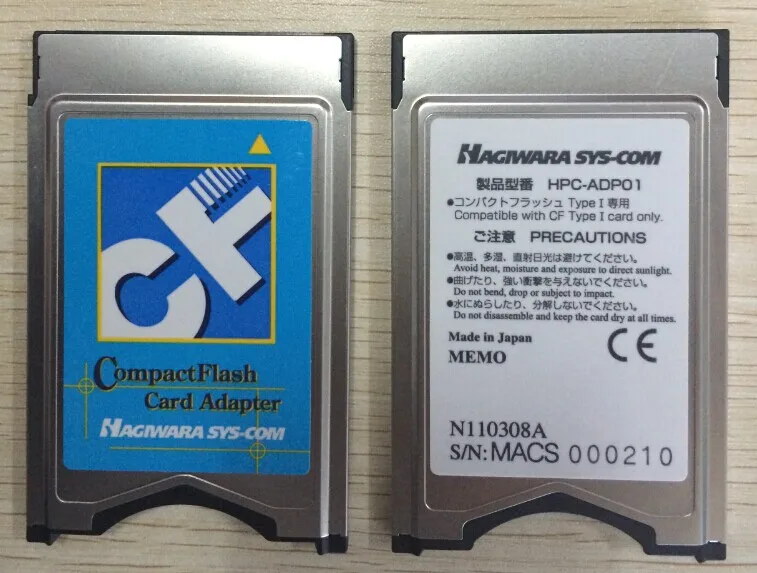 CF
CompactFlash
Card Adapter
HAGIWARA SYS-COM
HAGIWARA SYS-COM
製品型番 HPC-ADP01
●コンパクトフラッシュ Type I 専用
Compatible with CF Type I card only.
ご注意 PRECAUTIONS
●高温、多湿、直射日光は避けてください。
Avoid heat, moisture and exposure to direct sunlight.
●曲げたり、強い衝撃を与えないでください。
Do not bend, drop or subject to impact.
●水にぬらしたり、分解しないでください。
Do not disassemble and keep the card dry at all times.
Made in Japan
MEMO
CE
N110308A
S/N: MACS 000210